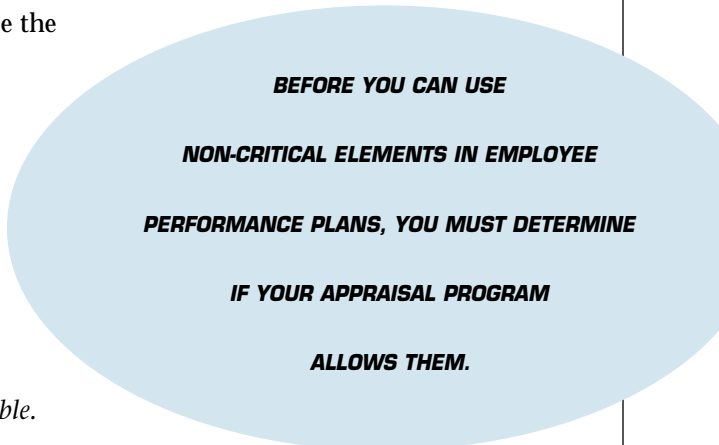 e the
BEFORE YOU CAN USE
NON-CRITICAL ELEMENTS IN EMPLOYEE
PERFORMANCE PLANS, YOU MUST DETERMINE
IF YOUR APPRAISAL PROGRAM
ALLOWS THEM.
ble.